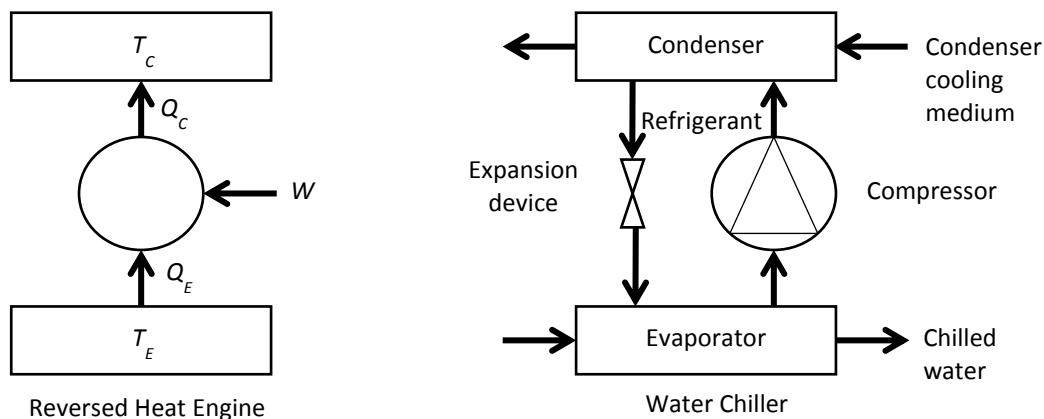 T_C
Q_C
W
Q_E
T_E
Reversed Heat Engine
Condenser
Condenser
cooling
medium
Refrigerant
Expansion
device
Compressor
Evaporator
Chilled
water
Water Chiller